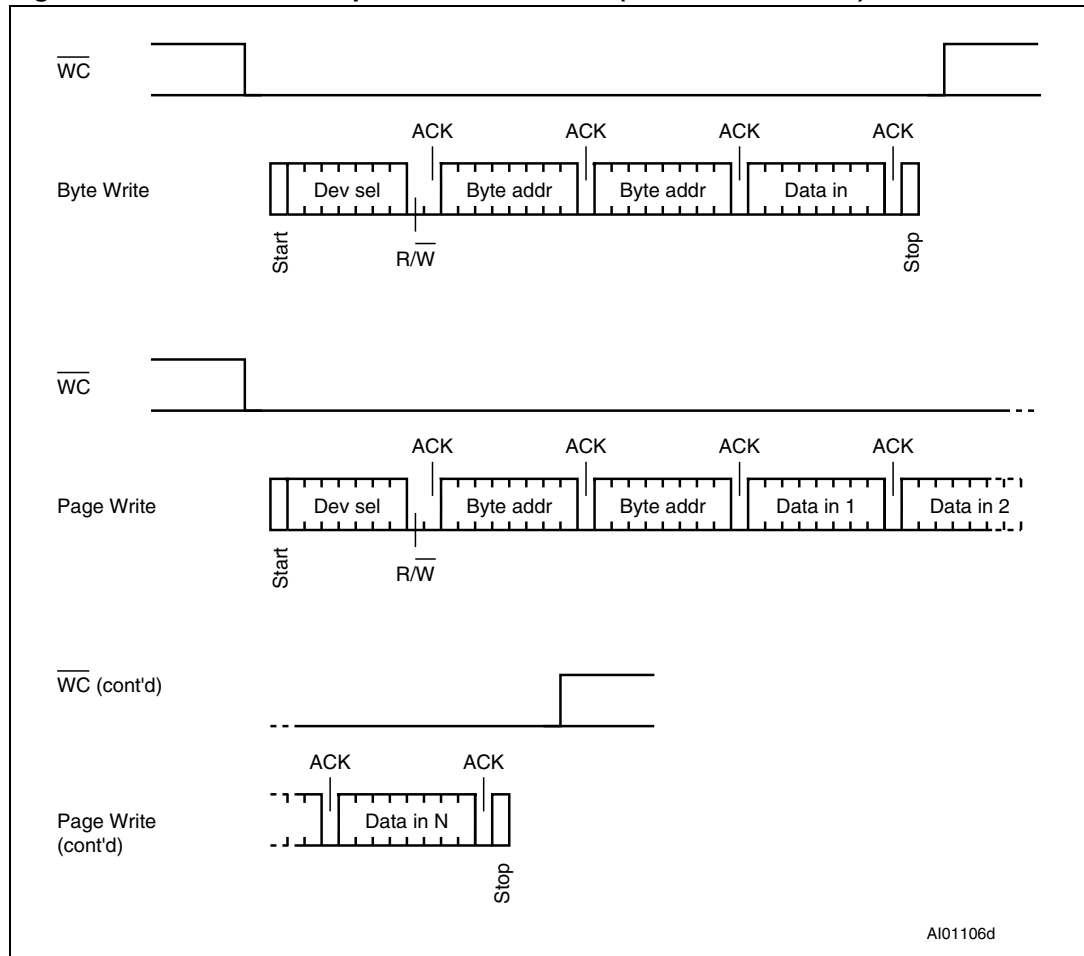 WC
ACK ACK ACK ACK
Byte Write Dev sel Byte addr Byte addr Data in
Start R/W Stop
WC
ACK ACK ACK ACK
Page Write Dev sel Byte addr Byte addr Data in 1 Data in 2
Start R/W
WC (cont'd)
ACK ACK
Page Write Data in N
(cont'd)
Stop
AI01106d